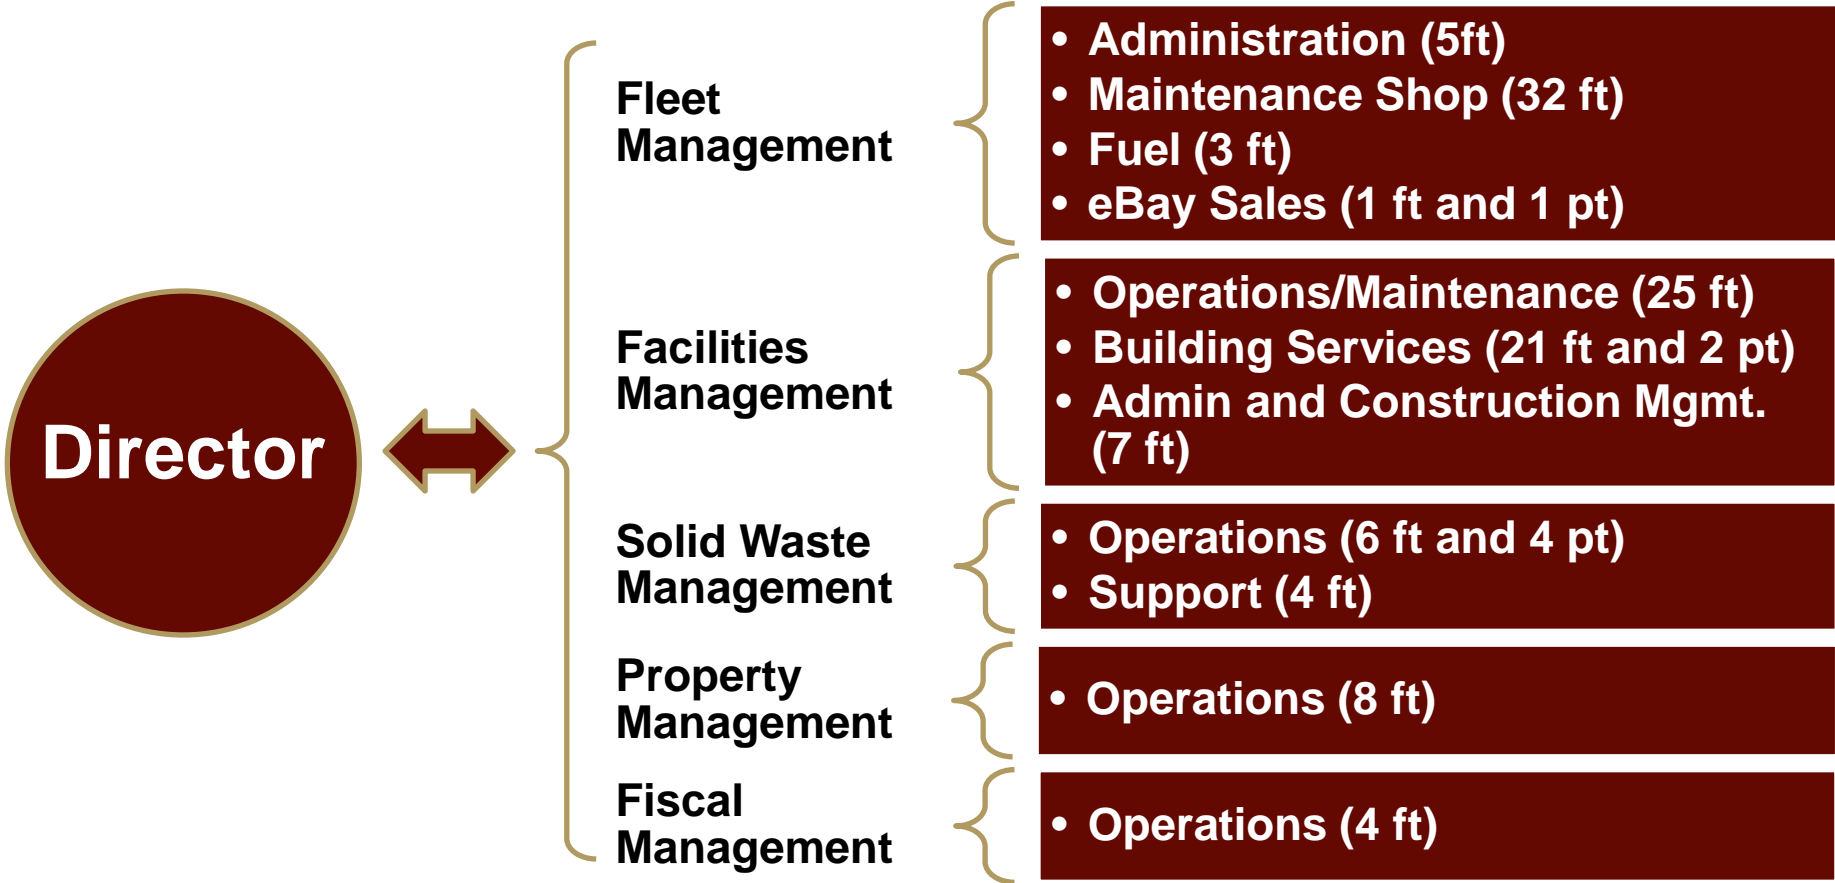 Director
Fleet
Management
• Administration (5ft)
• Maintenance Shop (32 ft)
• Fuel (3 ft)
• eBay Sales (1 ft and 1 pt)
Facilities
Management
• Operations/Maintenance (25 ft)
• Building Services (21 ft and 2 pt)
• Admin and Construction Mgmt.
(7 ft)
Solid Waste
Management
• Operations (6 ft and 4 pt)
• Support (4 ft)
Property
Management
• Operations (8 ft)
Fiscal
Management
• Operations (4 ft)